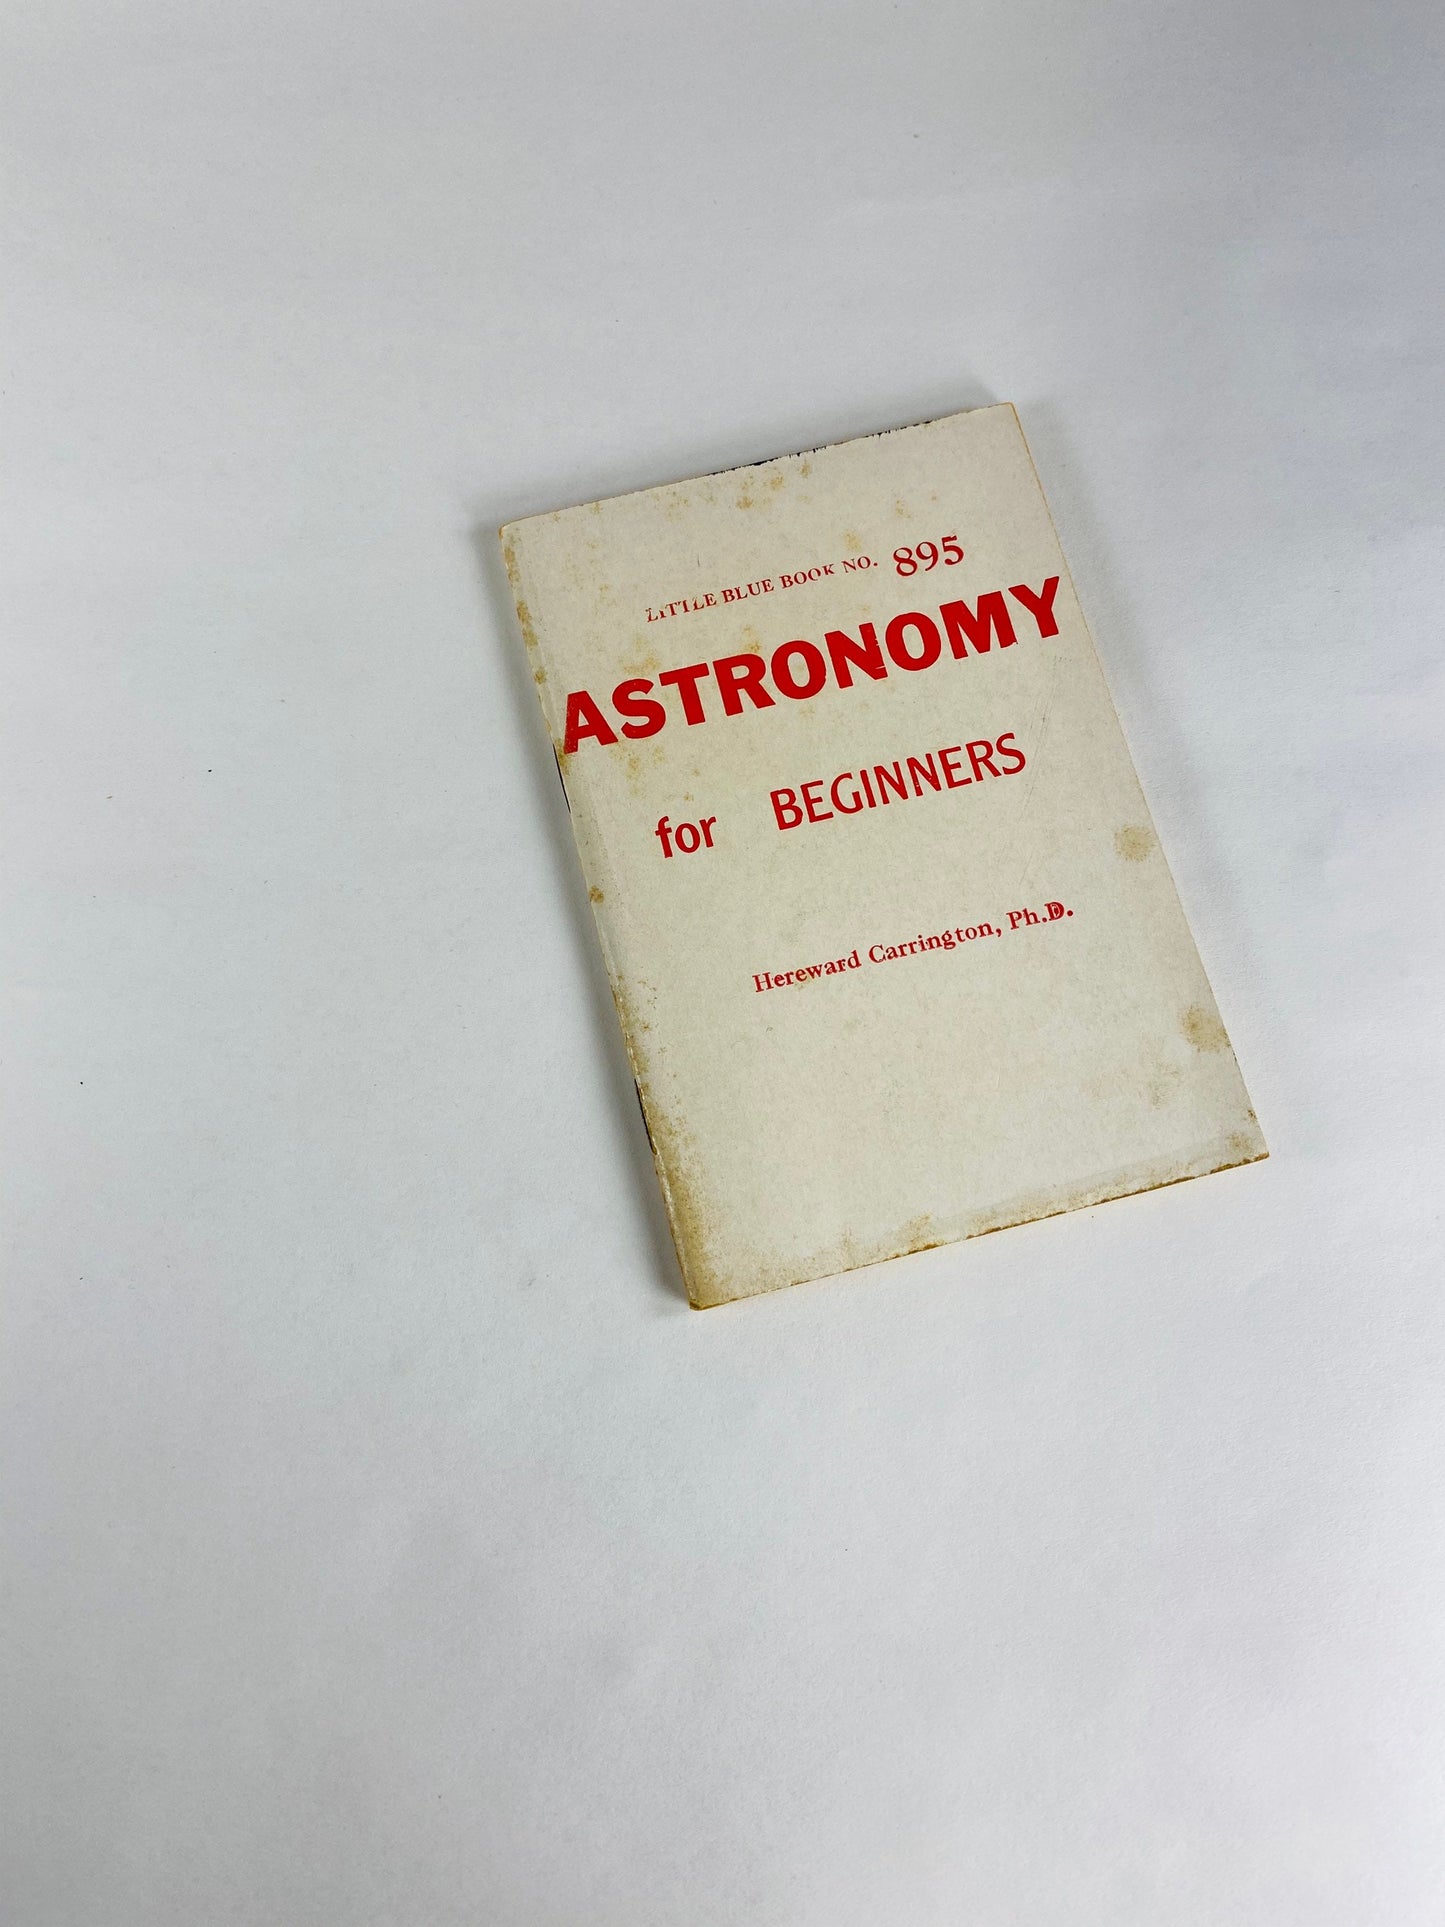 LITTLE BLUE BOOK NO. 895
ASTRONOMY
for BEGINNERS
Hereward Carrington, Ph.D.